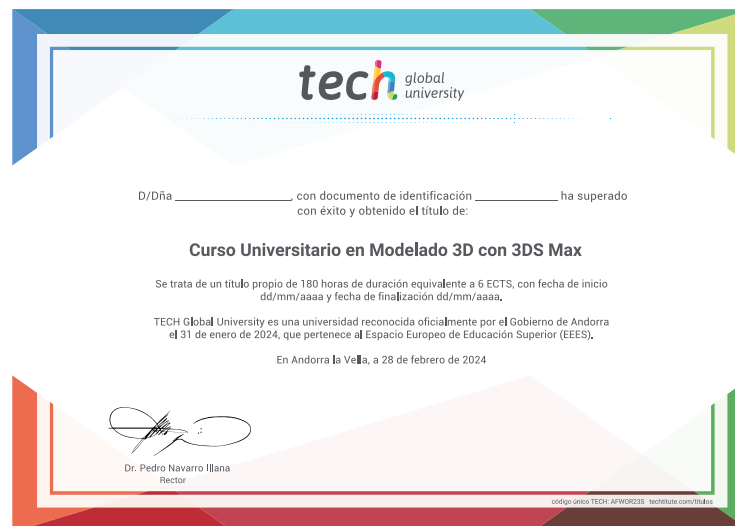 tech global university
D/Dña ____________, con documento de identificación ____________ ha superado
con éxito y obtenido el título de:
Curso Universitario en Modelado 3D con 3DS Max
Se trata de un título propio de 180 horas de duración equivalente a 6 ECTS, con fecha de inicio
dd/mm/aaaa y fecha de finalización dd/mm/aaaa.
TECH Global University es una universidad reconocida oficialmente por el Gobierno de Andorra
el 31 de enero de 2024, que pertenece al Espacio Europeo de Educación Superior (EEES).
En Andorra la Vella, a 28 de febrero de 2024
Dr. Pedro Navarro Illana
Rector
código único TECH: AFWOR23S techtitute.com/titulos